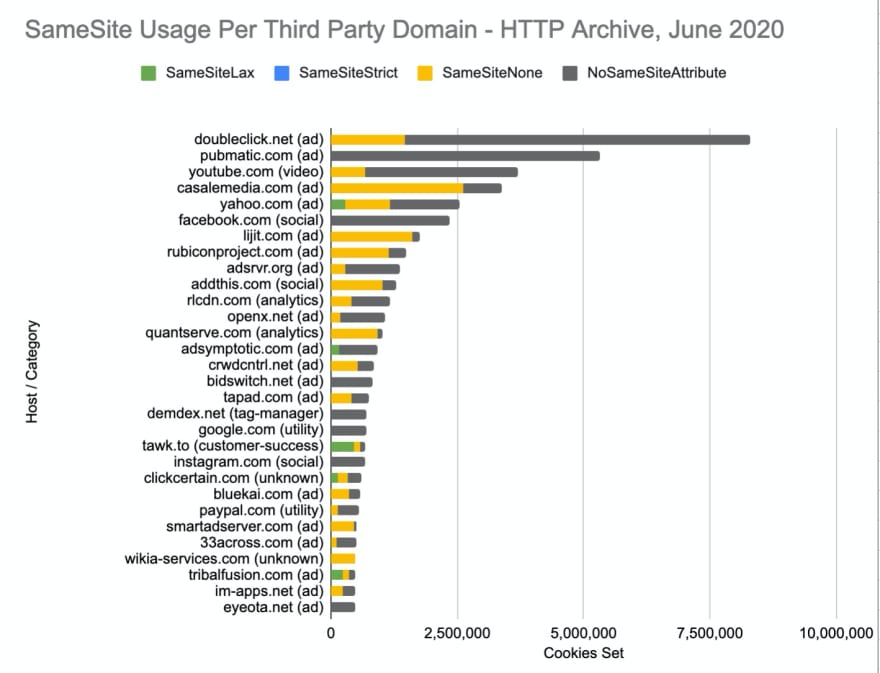 SameSite Usage Per Third Party Domain - HTTP Archive, June 2020
SameSiteLax SameSiteStrict SameSiteNone NoSameSiteAttribute
doubleclick.net (ad)
pubmatic.com (ad)
youtube.com (video)
casalemedia.com (ad)
yahoo.com (ad)
facebook.com (social)
lijit.com (ad)
rubiconproject.com (ad)
adsrvr.org (ad)
addthis.com (social)
rlcdn.com (analytics)
openx.net (ad)
quantserve.com (analytics)
adsymptotic.com (ad)
crwdcntrl.net (ad)
bidswitch.net (ad)
tapad.com (ad)
demdex.net (tag-manager)
google.com (utility)
tawk.to (customer-success)
instagram.com (social)
clickcertain.com (unknown)
bluekai.com (ad)
paypal.com (utility)
smartadserver.com (ad)
33across.com (ad)
wikia-services.com (unknown)
tribalfusion.com (ad)
im-apps.net (ad)
eyeota.net (ad)
Host / Category
0 2,500,000 5,000,000 7,500,000 10,000,000
Cookies Set